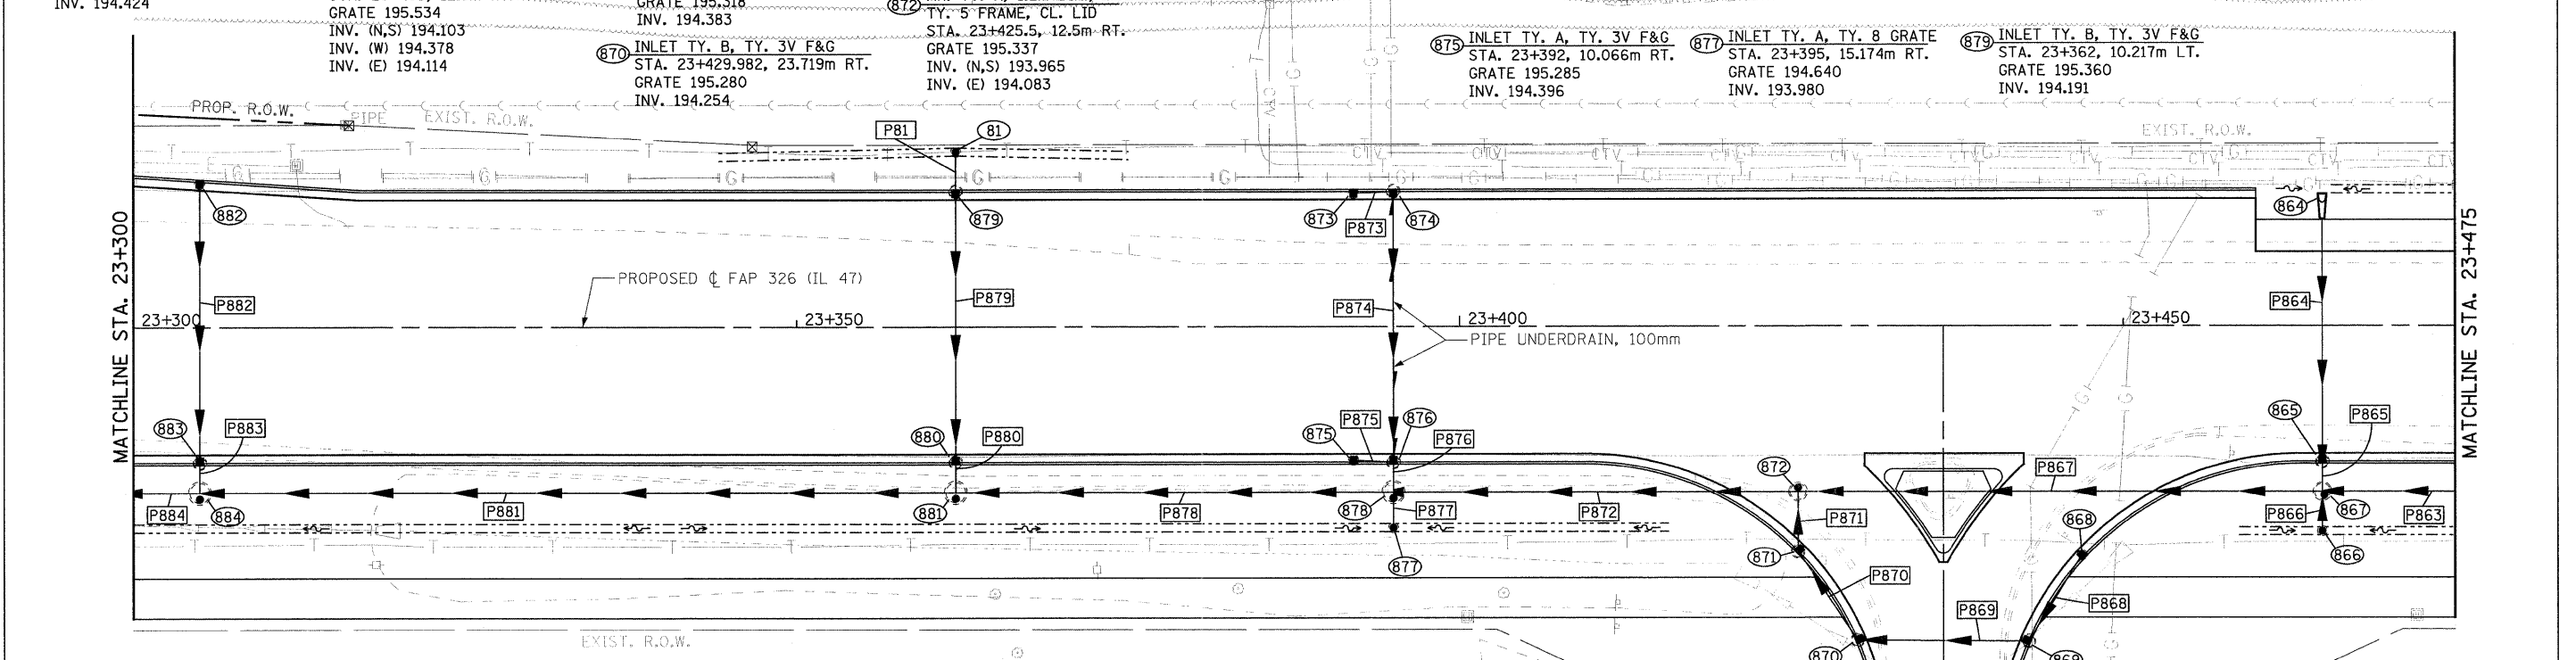 INV. 194.424
GRATE 195.534
INV. (N,S) 194.103
INV. (W) 194.378
INV. (E) 194.114
GRATE 195.318
INV. 194.383
870 INLET TY. B, TY. 3V F&G
STA. 23+429.982, 23.719m RT.
GRATE 195.280
INV. 194.254
872
TY. 5 FRAME, CL. LID
STA. 23+425.5, 12.5m RT.
GRATE 195.337
INV. (N,S) 193.965
INV. (E) 194.083
875 INLET TY. A, TY. 3V F&G
STA. 23+392, 10.066m RT.
GRATE 195.285
INV. 194.396
877 INLET TY. A, TY. 8 GRATE
STA. 23+395, 15.174m RT.
GRATE 194.640
INV. 193.980
879 INLET TY. B, TY. 3V F&G
STA. 23+362, 10.217m LT.
GRATE 195.360
INV. 194.191
PROP. R.O.W.
PIPE
EXIST. R.O.W.
P81
81
CTV
EXIST. R.O.W.
T T T T
G G G G G
CTV CTV CTV CTV CTV CTV CTV
882
879
873
P873
874
864
MATCHLINE STA. 23+300
PROPOSED ℄ FAP 326 (IL 47)
P882
P879
P874
P864
23+300
23+350
23+400
23+450
PIPE UNDERDRAIN, 100mm
MATCHLINE STA. 23+475
883
P883
880
P880
875
P875
876
P876
865
P865
872
P867
P884
884
P881
881
P878
878
P877
P872
P871
868
P866
867
P863
877
871
866
P870
P869
P868
EXIST. R.O.W.
870
869